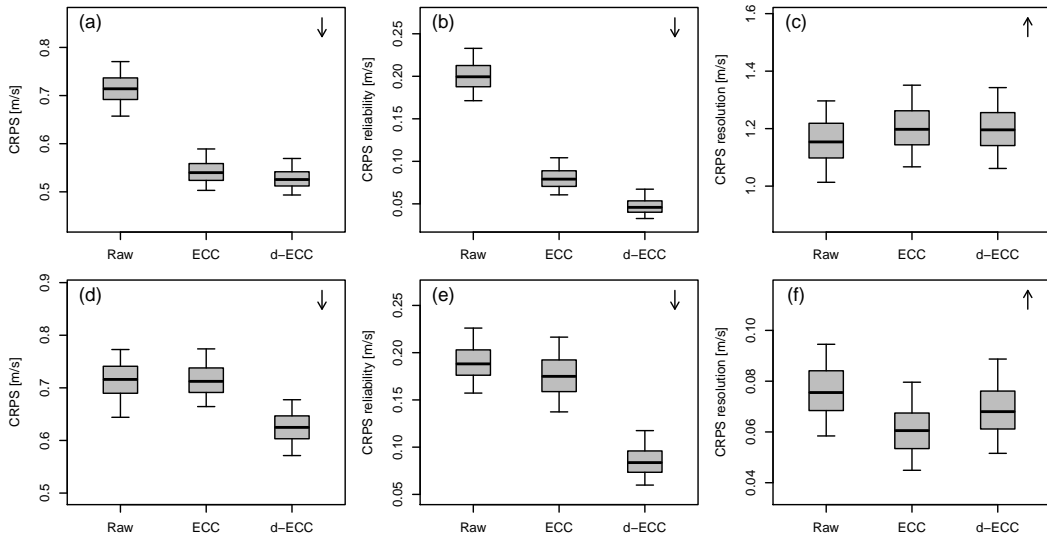 (a)
CRPS [m/s]
0.8
0.7
0.6
0.5
Raw ECC d−ECC
(b)
CRPS reliability [m/s]
0.25
0.20
0.15
0.10
0.05
Raw ECC d−ECC
(c)
CRPS resolution [m/s]
1.6
1.4
1.2
1.0
Raw ECC d−ECC
(d)
CRPS [m/s]
0.9
0.8
0.7
0.6
0.5
Raw ECC d−ECC
(e)
CRPS reliability [m/s]
0.25
0.20
0.15
0.10
0.05
Raw ECC d−ECC
(f)
CRPS resolution [m/s]
0.10
0.08
0.06
0.04
Raw ECC d−ECC